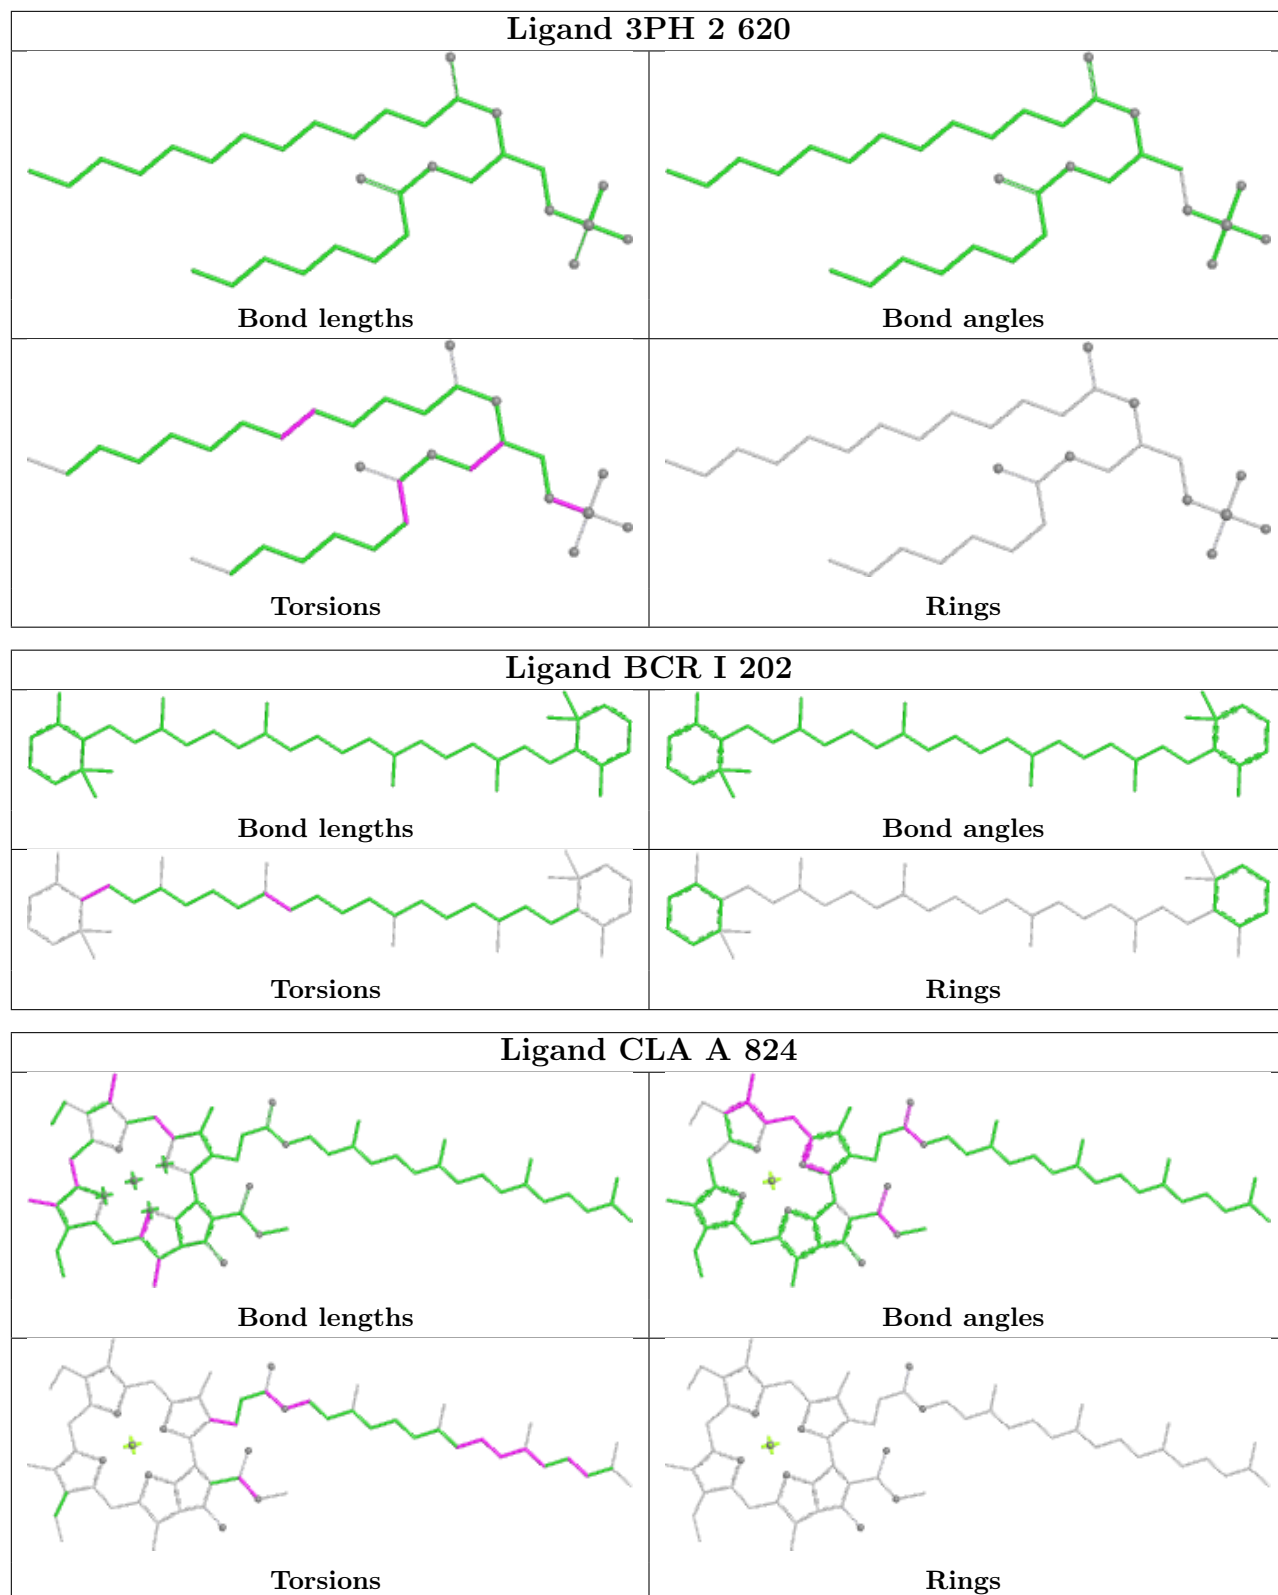 Ligand 3PH 2 620
Bond lengths
Bond angles
Torsions
Rings
Ligand BCR I 202
Bond lengths
Bond angles
Torsions
Rings
Ligand CLA A 824
Bond lengths
Bond angles
Torsions
Rings